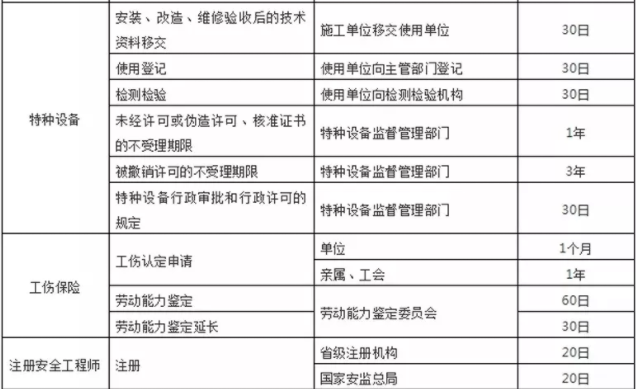 特种设备
安装、改造、维修验收后的技术
资料移交
施工单位移交使用单位
30日
使用登记
使用单位向主管部门登记
30日
检测检验
使用单位向检测检验机构
30日
未经许可或伪造许可、核准证书
的不受理期限
特种设备监督管理部门
1年
被撤销许可的不受理期限
特种设备监督管理部门
3年
特种设备行政审批和行政许可的
规定
特种设备监督管理部门
30日
工伤保险
工伤认定申请
单位
1个月
亲属、工会
1年
劳动能力鉴定
劳动能力鉴定委员会
60日
劳动能力鉴定延长
30日
注册安全工程师
注册
省级注册机构
20日
国家安监总局
20日